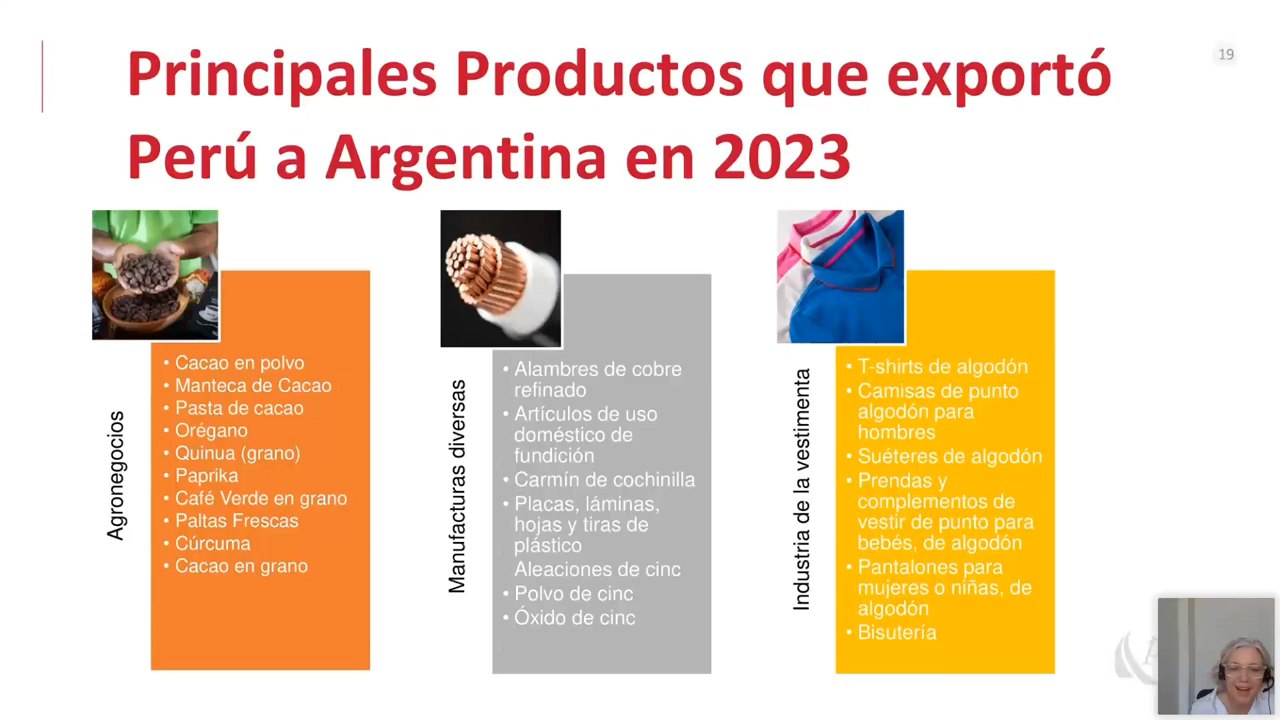 Principales Productos que exportó
Perú a Argentina en 2023
19
Agronegocios
• Cacao en polvo
• Manteca de Cacao
• Pasta de cacao
• Orégano
• Quinua (grano)
• Paprika
• Café Verde en grano
• Paltas Frescas
• Cúrcuma
• Cacao en grano
Manufacturas diversas
• Alambres de cobre
refinado
• Artículos de uso
doméstico de
fundición
• Carmín de cochinilla
• Placas, láminas,
hojas y tiras de
plástico
Aleaciones de cinc
• Polvo de cinc
• Óxido de cinc
Industria de la vestimenta
• T-shirts de algodón
• Camisas de punto
algodón para
hombres
• Suéteres de algodón
• Prendas y
complementos de
vestir de punto para
bebés, de algodón
• Pantalones para
mujeres o niñas, de
algodón
• Bisutería